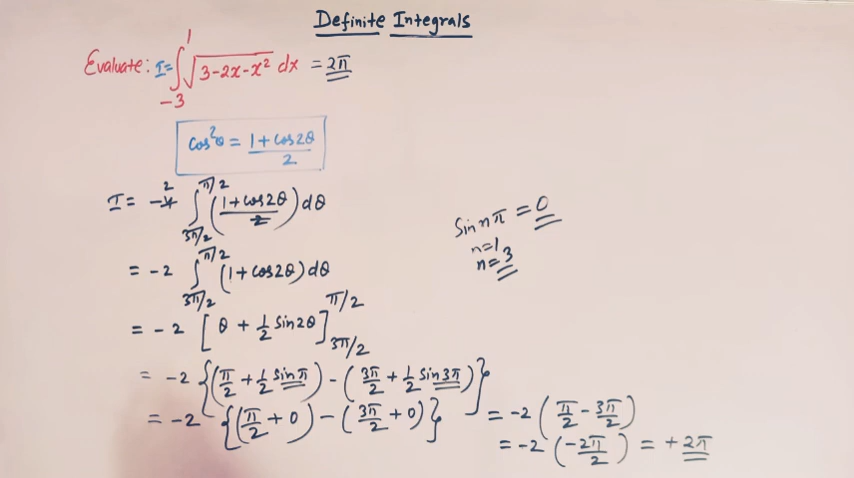 Definite Integrals
Evaluate: I = ∫_{-3}^{1} √(3-2x-x²) dx = 2π
cos²θ = (1+cos2θ)/2
I = -4̶ 2 ∫_{3π/2}^{π/2} ((1+cos2θ)/2̶) dθ
= -2 ∫_{3π/2}^{π/2} (1+cos2θ) dθ
= -2 [θ + 1/2 sin2θ]_{3π/2}^{π/2}
= -2 {(π/2 + 1/2 sinπ) - (3π/2 + 1/2 sin3π)}
= -2 {(π/2 + 0) - (3π/2 + 0)}
= -2 (π/2 - 3π/2)
= -2 (-2π/2) = +2π
Sin nπ = 0
n=1
n=3